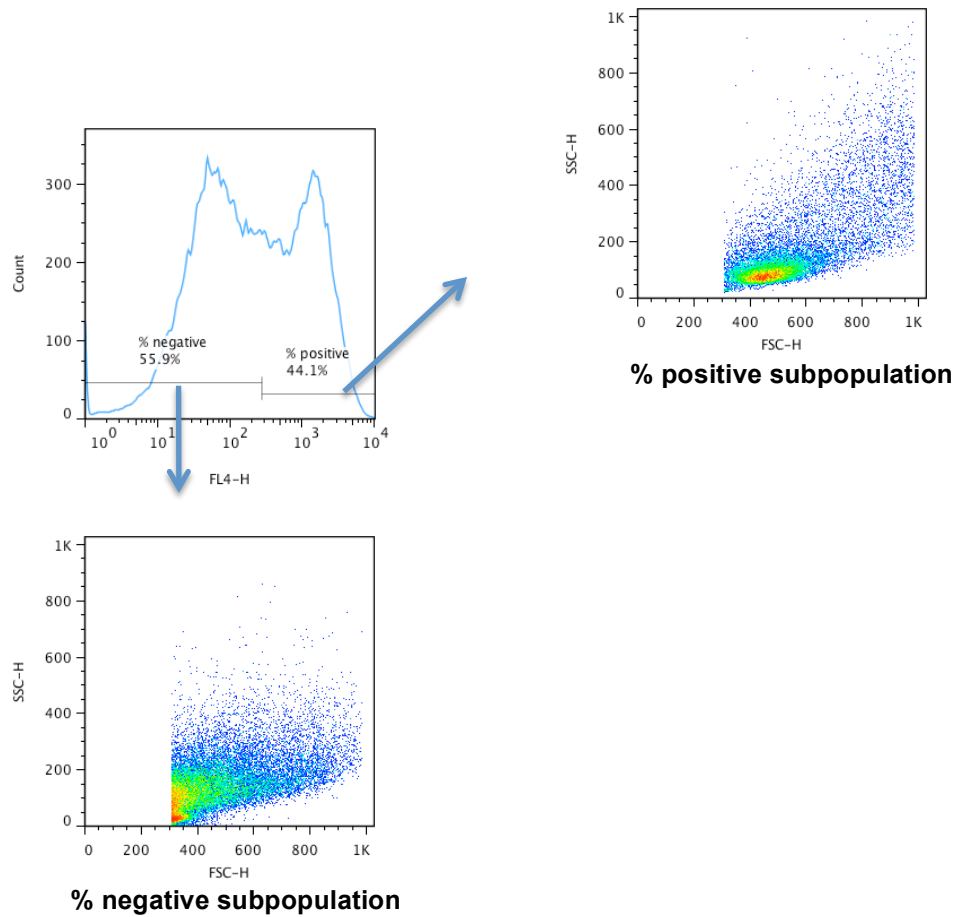 1K
800
600
400
200
0
SSC-H
0 200 400 600 800 1K
FSC-H
% positive subpopulation
300
200
100
0
Count
% negative
55.9%
% positive
44.1%
10^0 10^1 10^2 10^3 10^4
FL4-H
1K
800
600
400
200
0
SSC-H
0 200 400 600 800 1K
FSC-H
% negative subpopulation